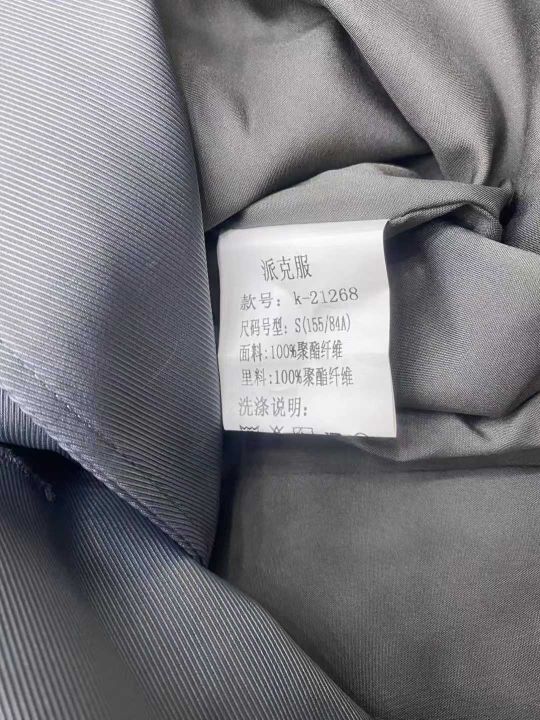 派克服
款号: k-21268
尺码号型: S(155/84A)
面料:100%聚酯纤维
里料:100%聚酯纤维
洗涤说明: